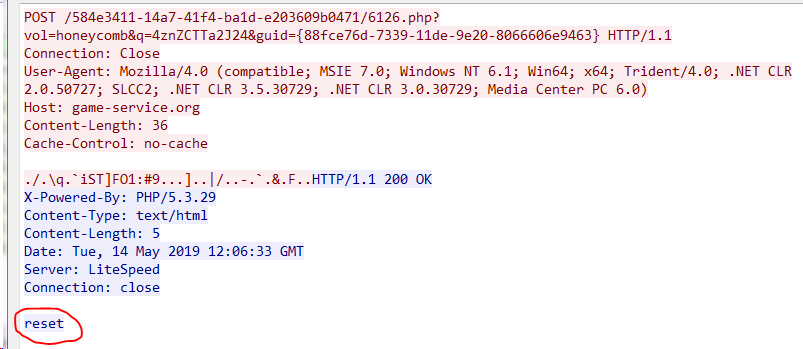 POST /584e3411-14a7-41f4-ba1d-e203609b0471/6126.php?
vol=honeycomb&q=4znZCTTa2J24&guid={88fce76d-7339-11de-9e20-8066606e9463} HTTP/1.1
Connection: Close
User-Agent: Mozilla/4.0 (compatible; MSIE 7.0; Windows NT 6.1; Win64; x64; Trident/4.0; .NET CLR
2.0.50727; SLCC2; .NET CLR 3.5.30729; .NET CLR 3.0.30729; Media Center PC 6.0)
Host: game-service.org
Content-Length: 36
Cache-Control: no-cache

./.\q.`iST]FO1:#9...]..|/..-.`.&.F..HTTP/1.1 200 OK
X-Powered-By: PHP/5.3.29
Content-Type: text/html
Content-Length: 5
Date: Tue, 14 May 2019 12:06:33 GMT
Server: LiteSpeed
Connection: close

reset